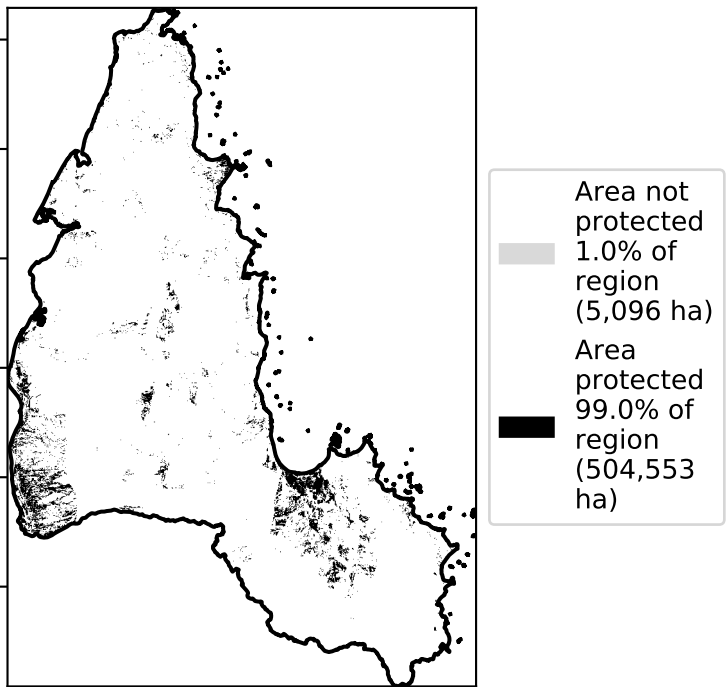 Area not
protected
1.0% of
region
(5,096 ha)
Area
protected
99.0% of
region
(504,553
ha)